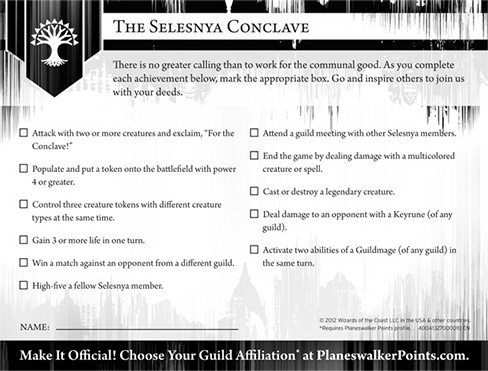 The Selesnya Conclave
There is no greater calling than to work for the communal good. As you complete
each achievement below, mark the appropriate box. Go and inspire others to join us
with your deeds.
Attack with two or more creatures and exclaim, "For the
Conclave!"
Populate and put a token onto the battlefield with power
4 or greater.
Control three creature tokens with different creature
types at the same time.
Gain 3 or more life in one turn.
Win a match against an opponent from a different guild.
High-five a fellow Selesnya member.
Attend a guild meeting with other Selesnya members.
End the game by dealing damage with a multicolored
creature or spell.
Cast or destroy a legendary creature.
Deal damage to an opponent with a Keyrune (of any
guild).
Activate two abilities of a Guildmage (of any guild) in
the same turn.
© 2012 Wizards of the Coast LLC in the USA & other countries.
*Requires Planeswalker Points profile. 40041327000010 EN
NAME:
Make It Official! Choose Your Guild Affiliation* at PlaneswalkerPoints.com.